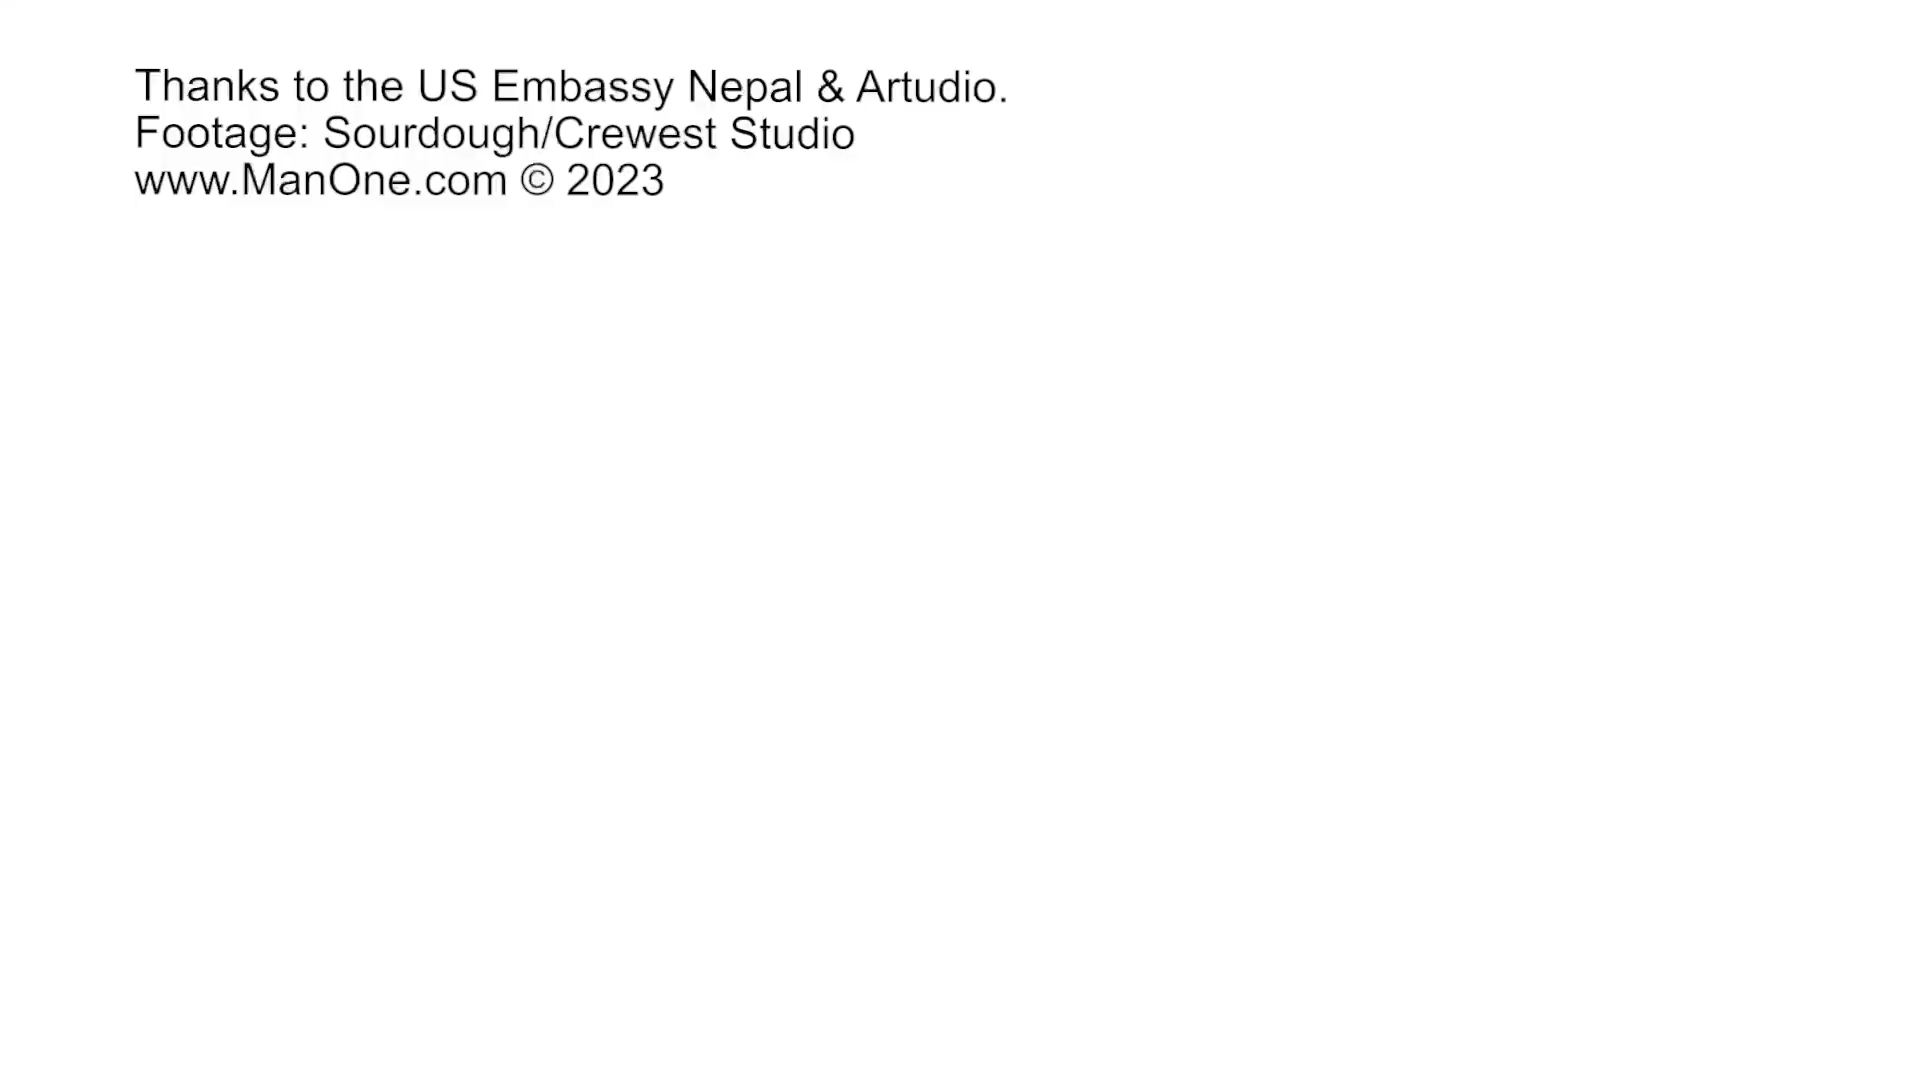 Thanks to the US Embassy Nepal & Artudio.
Footage: Sourdough/Crewest Studio
www.ManOne.com © 2023